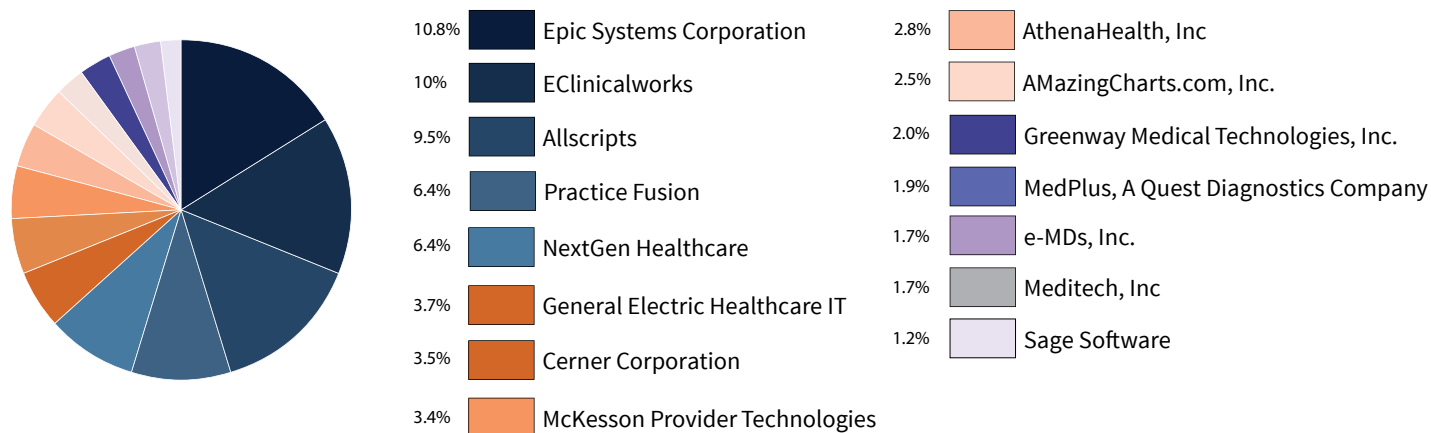 10.8% Epic Systems Corporation
10% EClinicalworks
9.5% Allscripts
6.4% Practice Fusion
6.4% NextGen Healthcare
3.7% General Electric Healthcare IT
3.5% Cerner Corporation
3.4% McKesson Provider Technologies
2.8% AthenaHealth, Inc
2.5% AMazingCharts.com, Inc.
2.0% Greenway Medical Technologies, Inc.
1.9% MedPlus, A Quest Diagnostics Company
1.7% e-MDs, Inc.
1.7% Meditech, Inc
1.2% Sage Software